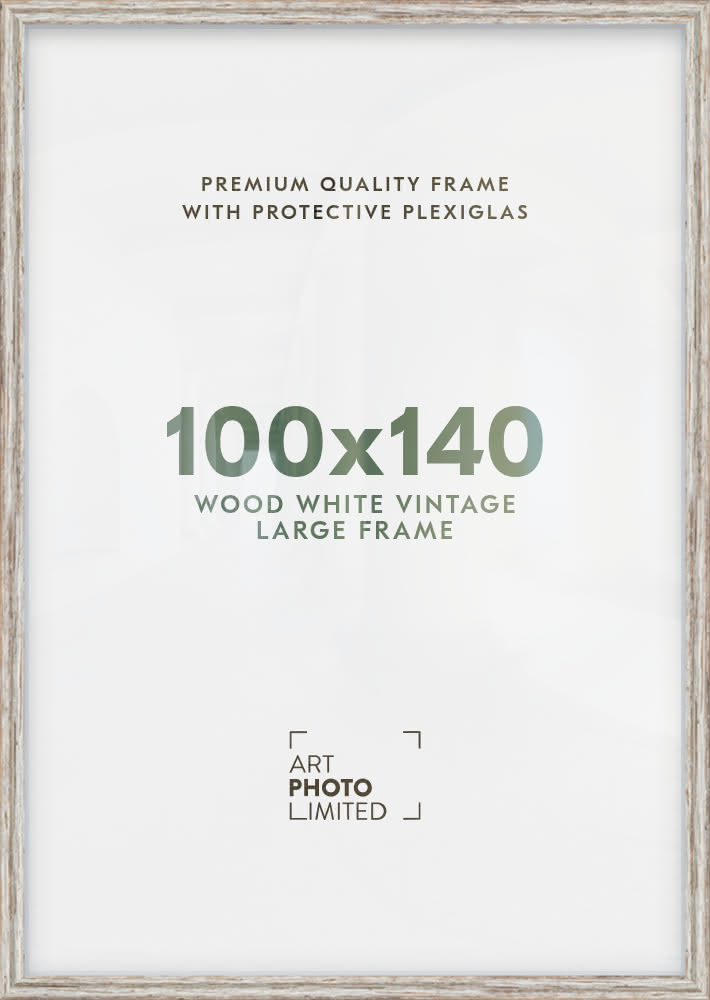 PREMIUM QUALITY FRAME
WITH PROTECTIVE PLEXIGLAS
100x140
WOOD WHITE VINTAGE
LARGE FRAME
ART
PHOTO
LIMITED